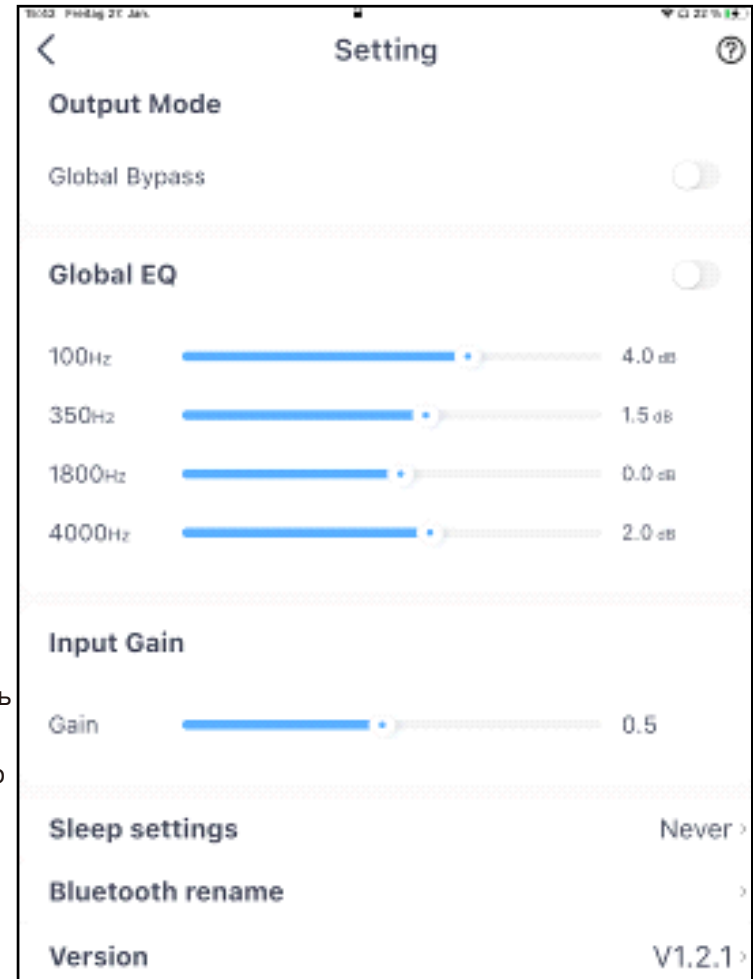 Setting
Output Mode
Global Bypass
Global EQ
100Hz 4.0 dB
350Hz 1.5 dB
1800Hz 0.0 dB
4000Hz 2.0 dB
Input Gain
ь
Gain 0.5
о
Sleep settings Never
Bluetooth rename
Version V1.2.1